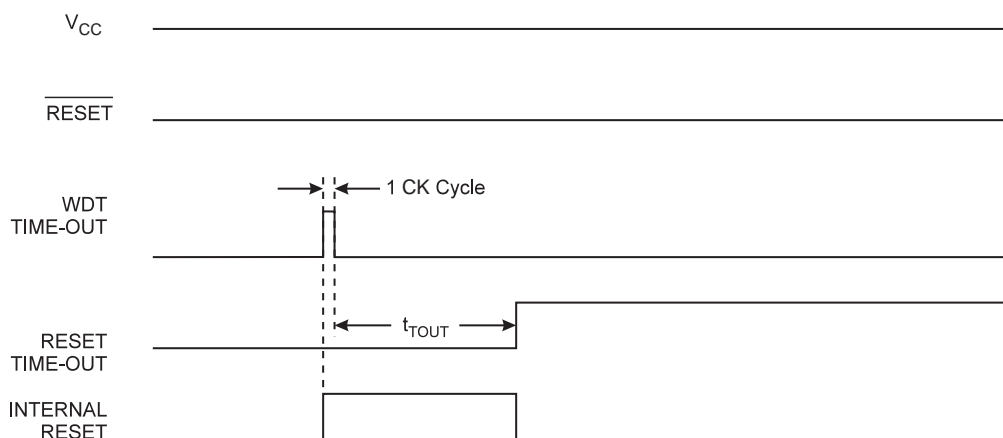 VCC
RESET
1 CK Cycle
WDT
TIME-OUT
tTOUT
RESET
TIME-OUT
INTERNAL
RESET